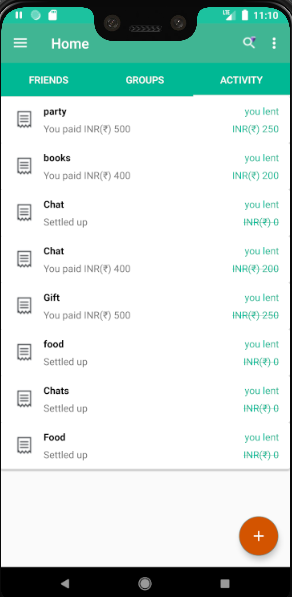 LTE 11:10
Home
FRIENDS GROUPS ACTIVITY
party you lent
You paid INR(₹) 500 INR(₹) 250
books you lent
You paid INR(₹) 400 INR(₹) 200
Chat you lent
Settled up INR(₹) 0
Chat you lent
You paid INR(₹) 400 INR(₹) 200
Gift you lent
You paid INR(₹) 500 INR(₹) 250
food you lent
Settled up INR(₹) 0
Chats you lent
Settled up INR(₹) 0
Food you lent
Settled up INR(₹) 0